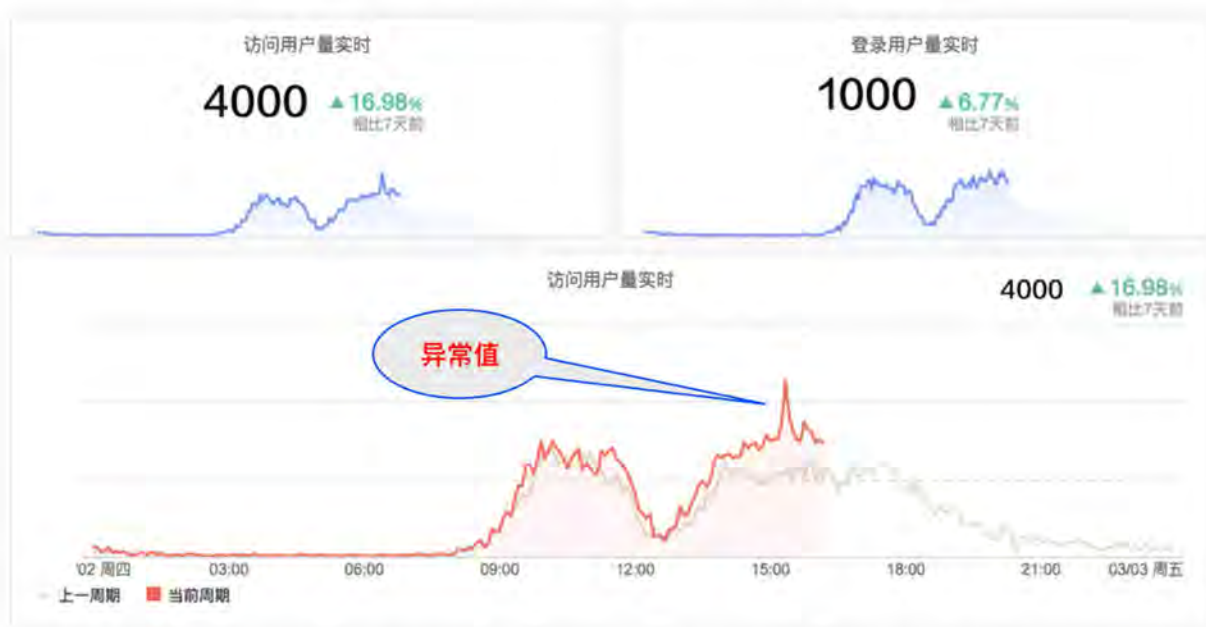 访问用户量实时
4000 ▲16.98%
相比7天前
登录用户量实时
1000 ▲6.77%
相比7天前
访问用户量实时
4000 ▲16.98%
相比7天前
异常值
02 周四 03:00 06:00 09:00 12:00 15:00 18:00 21:00 03/03 周五
上一周期 当前周期